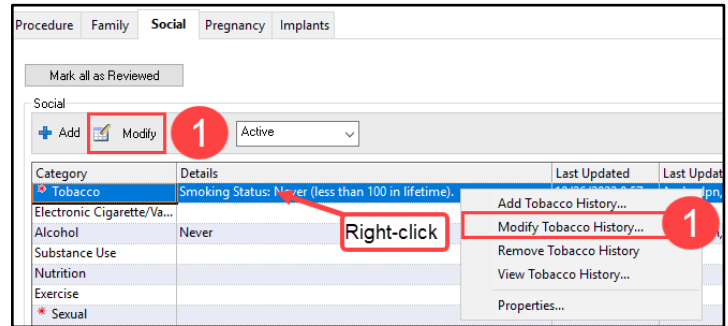 Procedure Family Social Pregnancy Implants
Mark all as Reviewed
Social
Add Modify 1 Active
Category Details Last Updated Last Updat
* Tobacco Smoking Status: Never (less than 100 in lifetime).
Add Tobacco History...
Electronic Cigarette/Va...
Alcohol Never Right-click Modify Tobacco History... 1
Substance Use Remove Tobacco History
Nutrition View Tobacco History...
Exercise
* Sexual Properties...